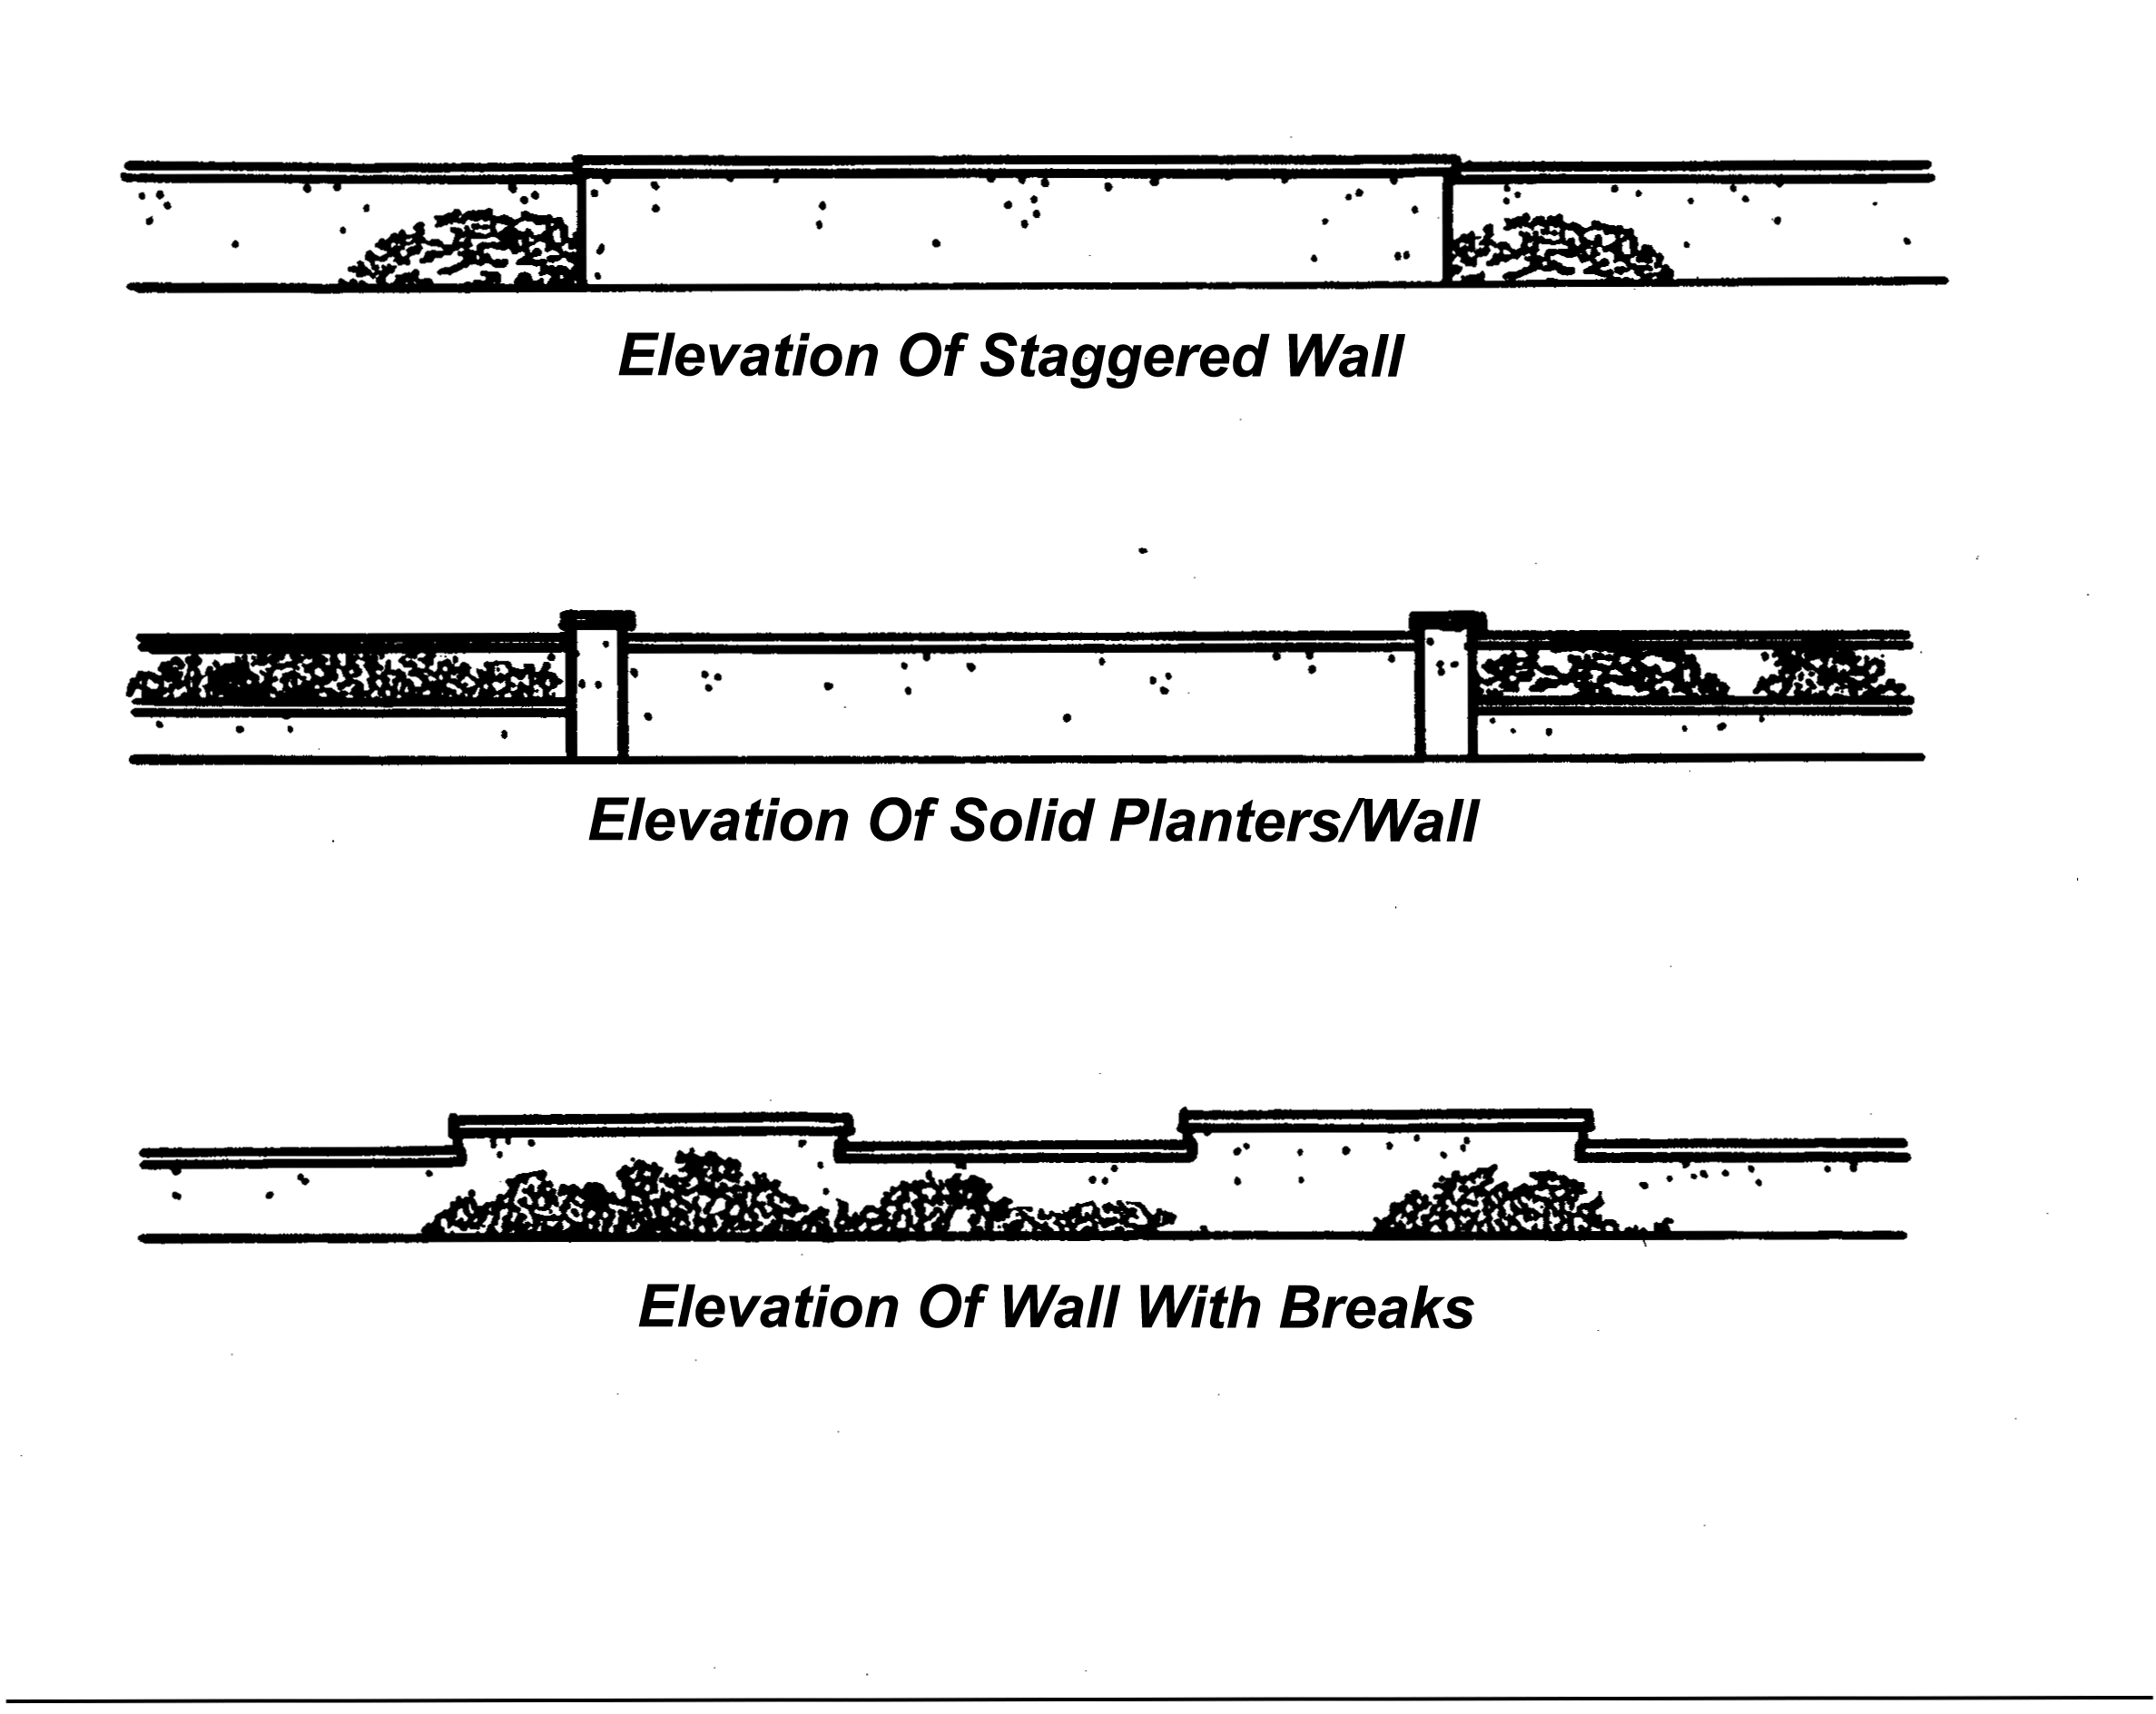 Elevation Of Staggered Wall
Elevation Of Solid Planters/Wall
Elevation Of Wall With Breaks